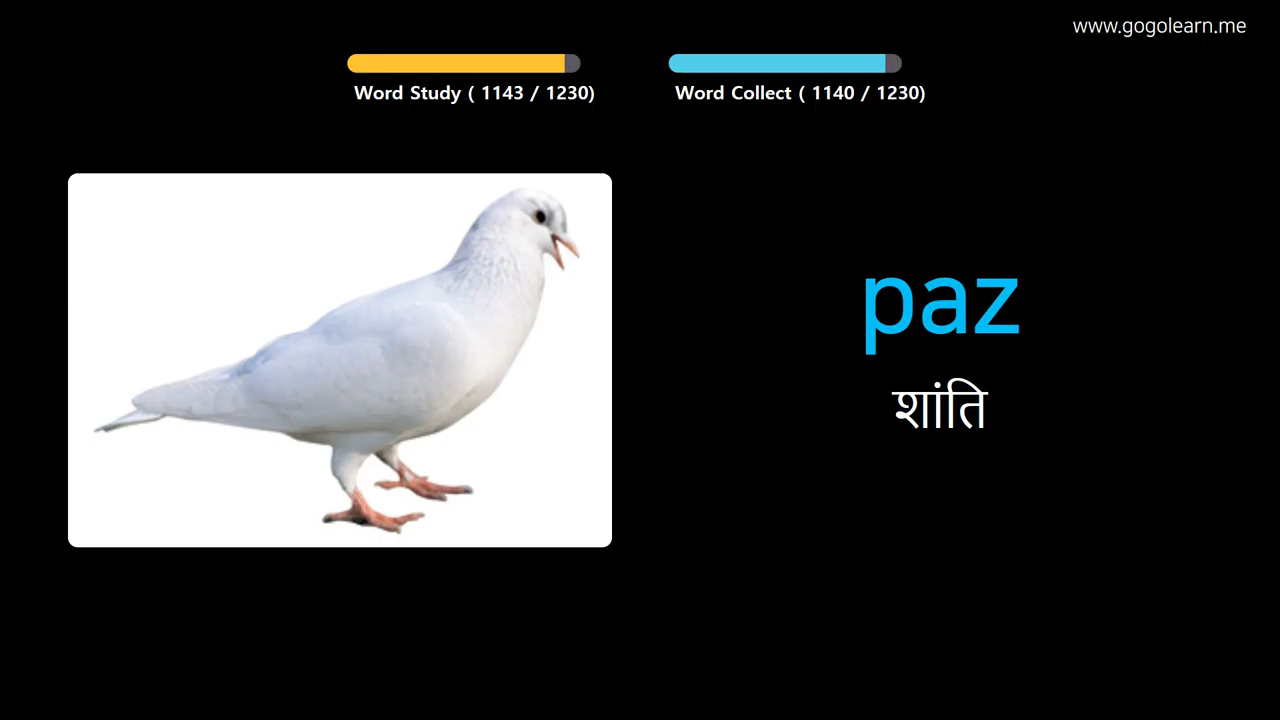 www.gogolearn.me
Word Study ( 1143 / 1230)
Word Collect ( 1140 / 1230)
paz
शांति